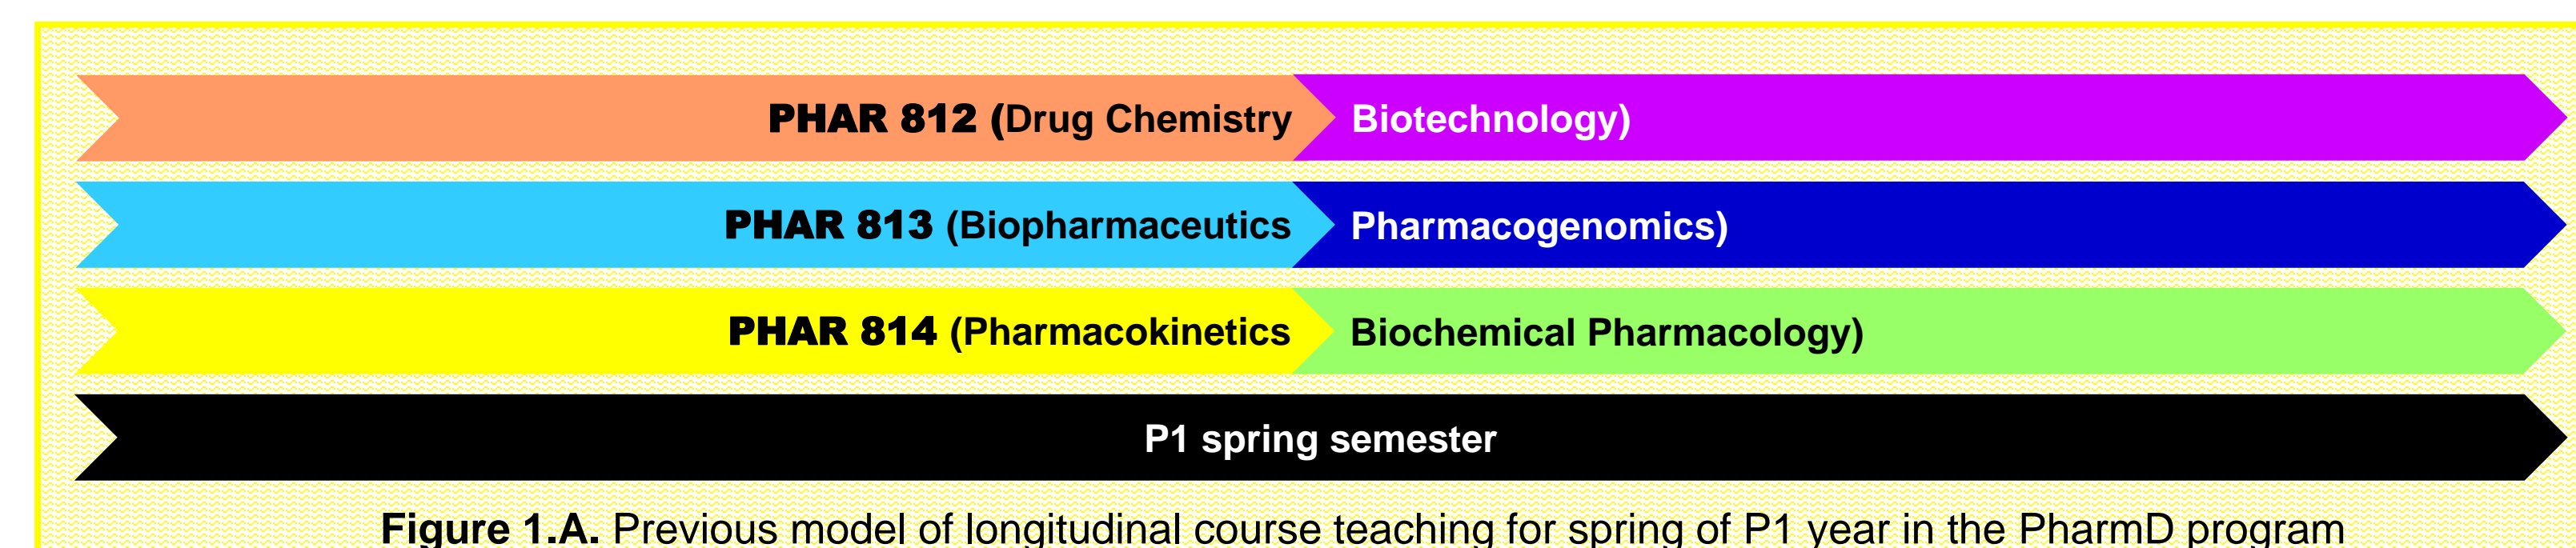 PHAR 812 (Drug Chemistry Biotechnology)
PHAR 813 (Biopharmaceutics Pharmacogenomics)
PHAR 814 (Pharmacokinetics Biochemical Pharmacology)
P1 spring semester
Figure 1.A. Previous model of longitudinal course teaching for spring of P1 year in the PharmD program